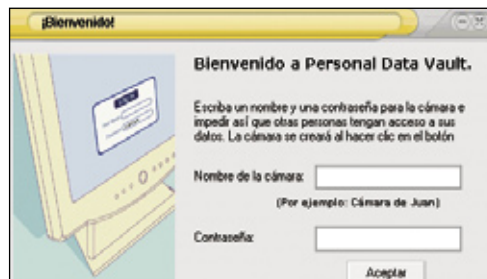 ¡Bienvenido!
Bienvenido a Personal Data Vault.
Escriba un nombre y una contraseña para la cámara e
impedir así que otras personas tengan acceso a sus
datos. La cámara se creará al hacer clic en el botón
Nombre de la cámara:
(Por ejemplo: Cámara de Juan)
Contraseña:
Aceptar